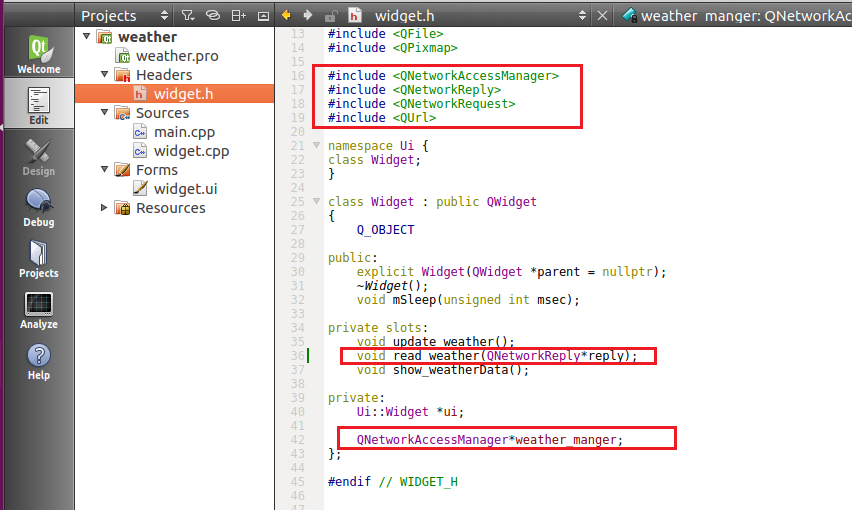 Projects
widget.h
weather_manger: QNetworkAc
Welcome
Edit
Design
Debug
Projects
Analyze
Help
weather
weather.pro
Headers
widget.h
Sources
main.cpp
widget.cpp
Forms
widget.ui
Resources
13 #include <QFile>
14 #include <QPixmap>
15
16 #include <QNetworkAccessManager>
17 #include <QNetworkReply>
18 #include <QNetworkRequest>
19 #include <QUrl>
20
21 namespace Ui {
22 class Widget;
23 }
24
25 class Widget : public QWidget
26 {
27 Q_OBJECT
28
29 public:
30 explicit Widget(QWidget *parent = nullptr);
31 ~Widget();
32 void mSleep(unsigned int msec);
33
34 private slots:
35 void update_weather();
36 void read_weather(QNetworkReply*reply);
37 void show_weatherData();
38
39 private:
40 Ui::Widget *ui;
41
42 QNetworkAccessManager*weather_manger;
43 };
44
45 #endif // WIDGET_H
46
47